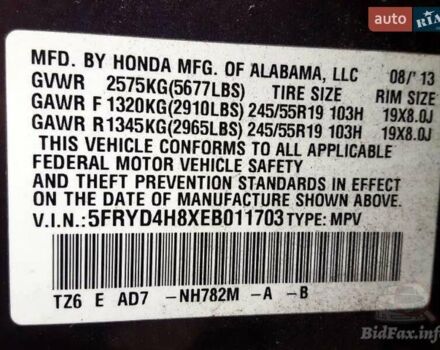 AUTO
RIA
MFD. BY HONDA MFG. OF ALABAMA, LLC 08/'13
GVWR 2575KG(5677LBS) TIRE SIZE RIM SIZE
GAWR F 1320KG(2910LBS) 245/55R19 103H 19X8.0J
GAWR R 1345KG(2965LBS) 245/55R19 103H 19X8.0J
THIS VEHICLE CONFORMS TO ALL APPLICABLE
FEDERAL MOTOR VEHICLE SAFETY
AND THEFT PREVENTION STANDARDS IN EFFECT
ON THE DATE OF MANUFACTURE SHOWN ABOVE.
V.I.N.: 5FRYD4H8XEB011703 TYPE: MPV
TZ6 E AD7 -NH782M -A -B
BidFax.info